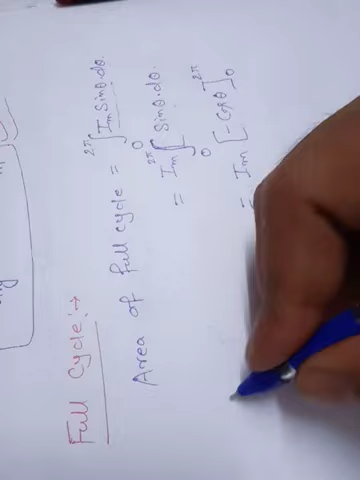 Full Cycle :→
Area of full cycle = ∫₀^2π Im sinθ.dθ.
= Im ∫₀^2π sinθ.dθ.
= Im [-cosθ]₀^2π